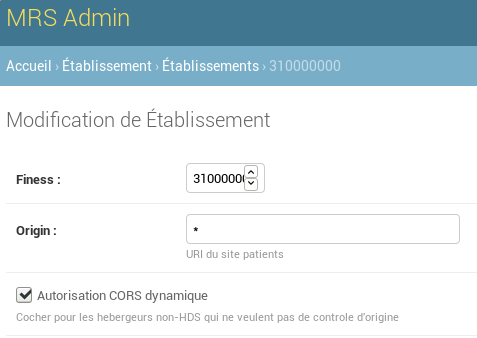 MRS Admin
Accueil › Établissement › Établissements › 310000000
Modification de Établissement
Finess :
3100000
Origin :
*
URI du site patients
Autorisation CORS dynamique
Cocher pour les hebergeurs non-HDS qui ne veulent pas de controle d'origine